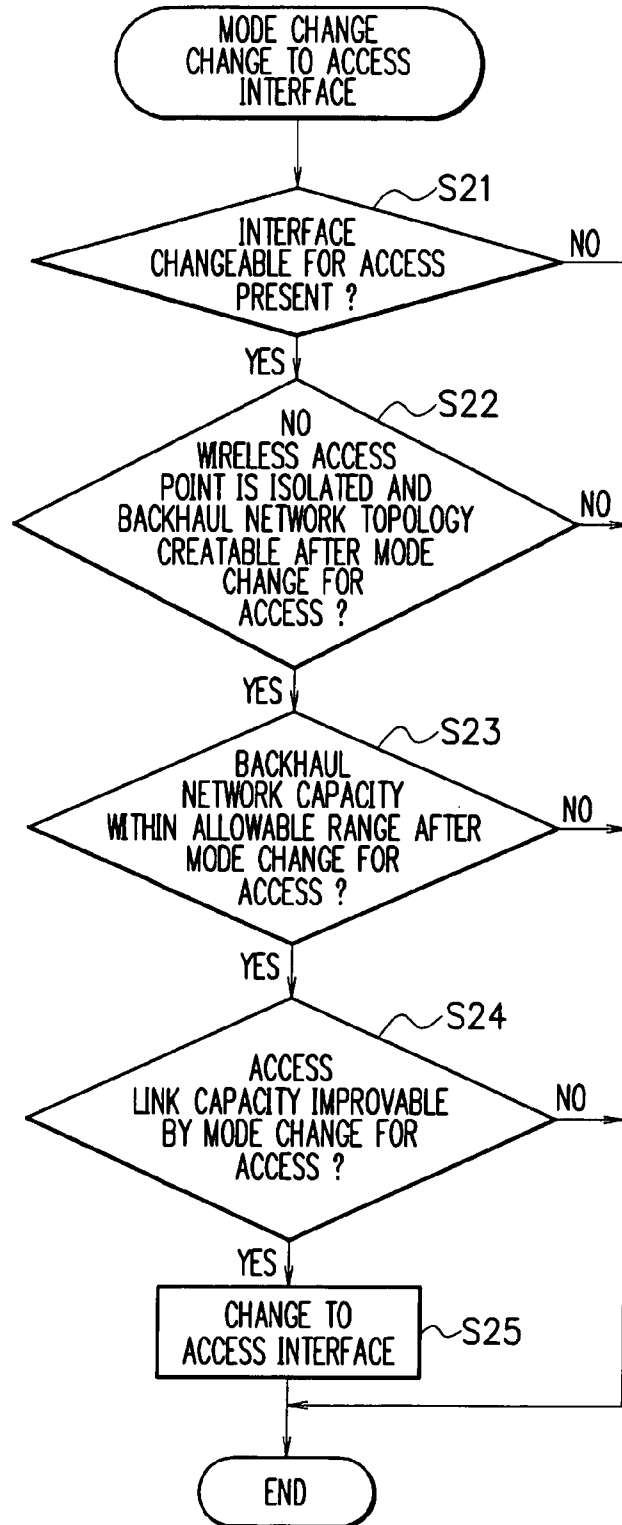 MODE CHANGE
CHANGE TO ACCESS
INTERFACE
S21
INTERFACE
CHANGEABLE FOR ACCESS
PRESENT ?
NO
YES
S22
NO
WIRELESS ACCESS
POINT IS ISOLATED AND
BACKHAUL NETWORK TOPOLOGY
CREATABLE AFTER MODE
CHANGE FOR
ACCESS ?
NO
YES
S23
BACKHAUL
NETWORK CAPACITY
WITHIN ALLOWABLE RANGE AFTER
MODE CHANGE FOR
ACCESS ?
NO
YES
S24
ACCESS
LINK CAPACITY IMPROVABLE
BY MODE CHANGE FOR
ACCESS ?
NO
YES
CHANGE TO
ACCESS INTERFACE
S25
END